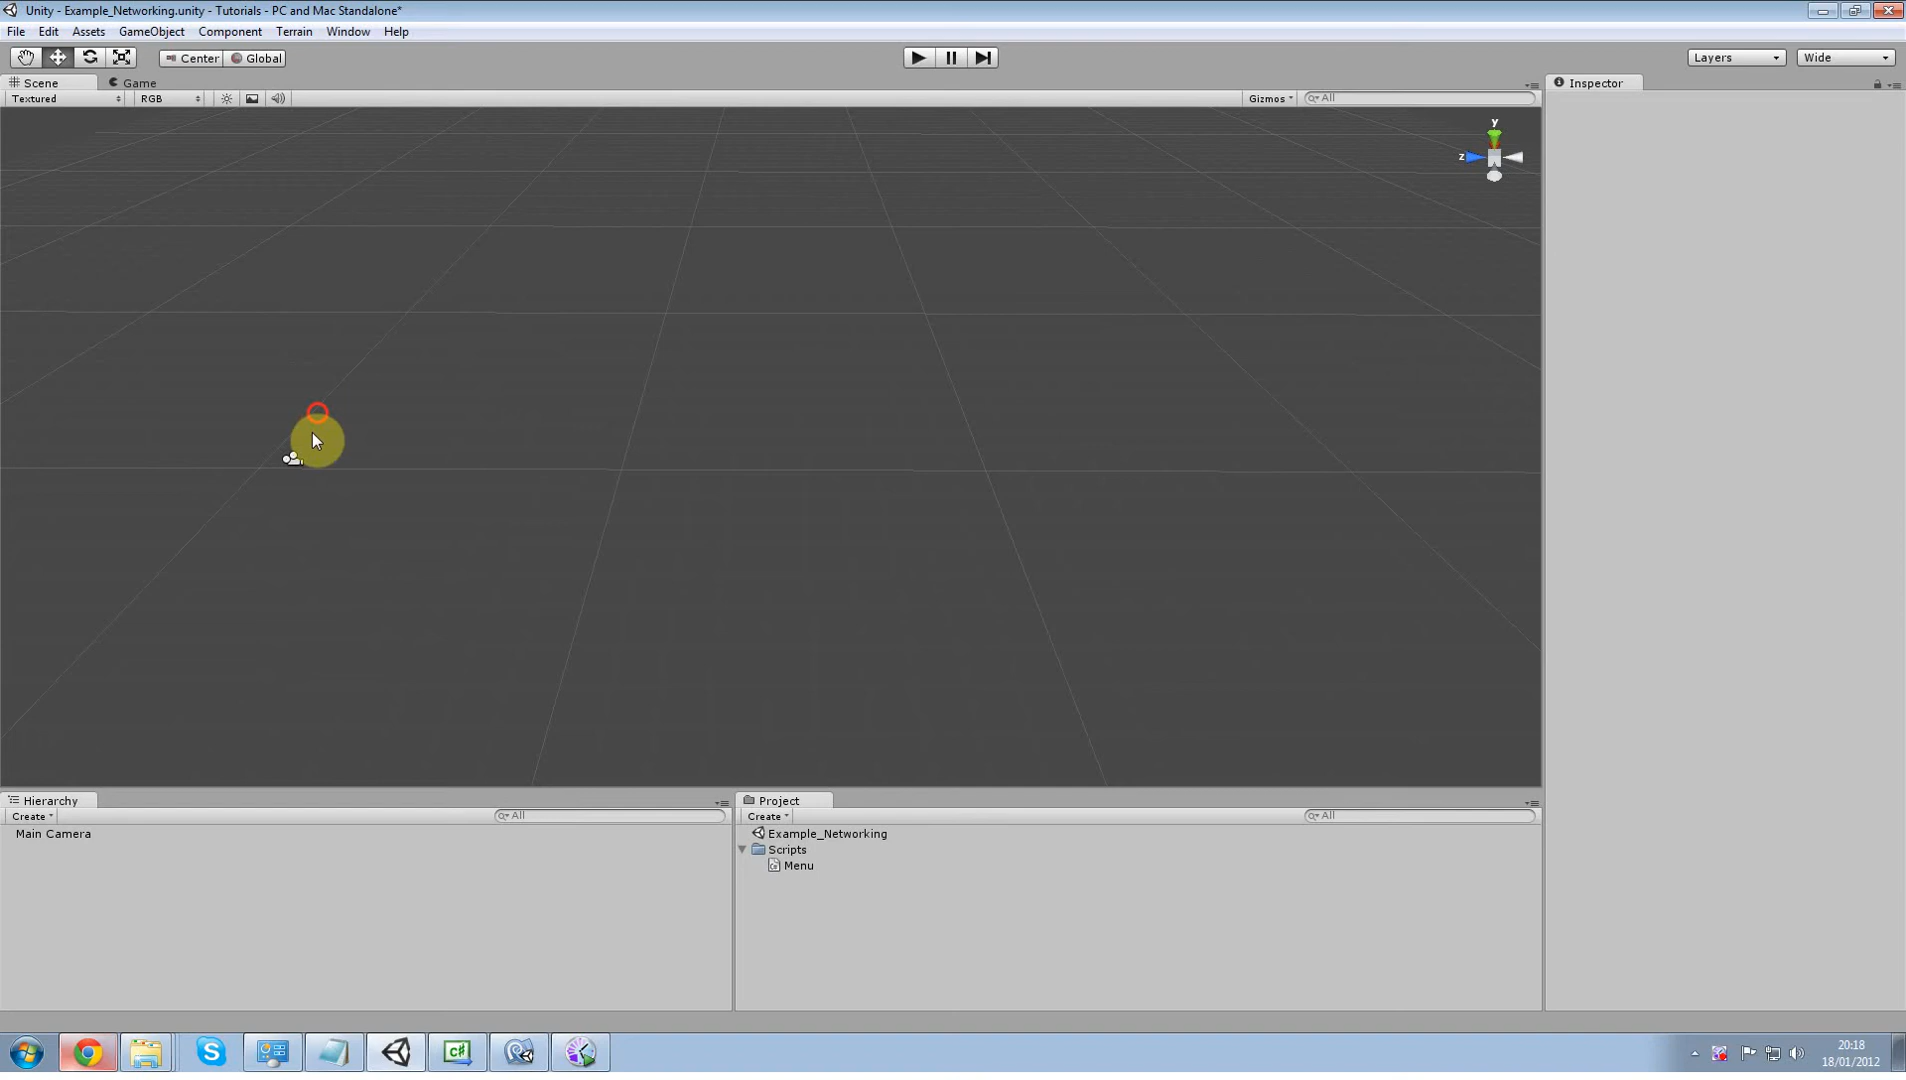 Unity - Example_Networking.unity - Tutorials - PC and Mac Standalone*
File Edit Assets GameObject Component Terrain Window Help
Center Global Layers Wide
Scene Game Inspector
Textured RGB Gizmos All
y
z
Hierarchy Project
Create All Create All
Main Camera Example_Networking
Scripts
C# Menu
C#
20:18
18/01/2012